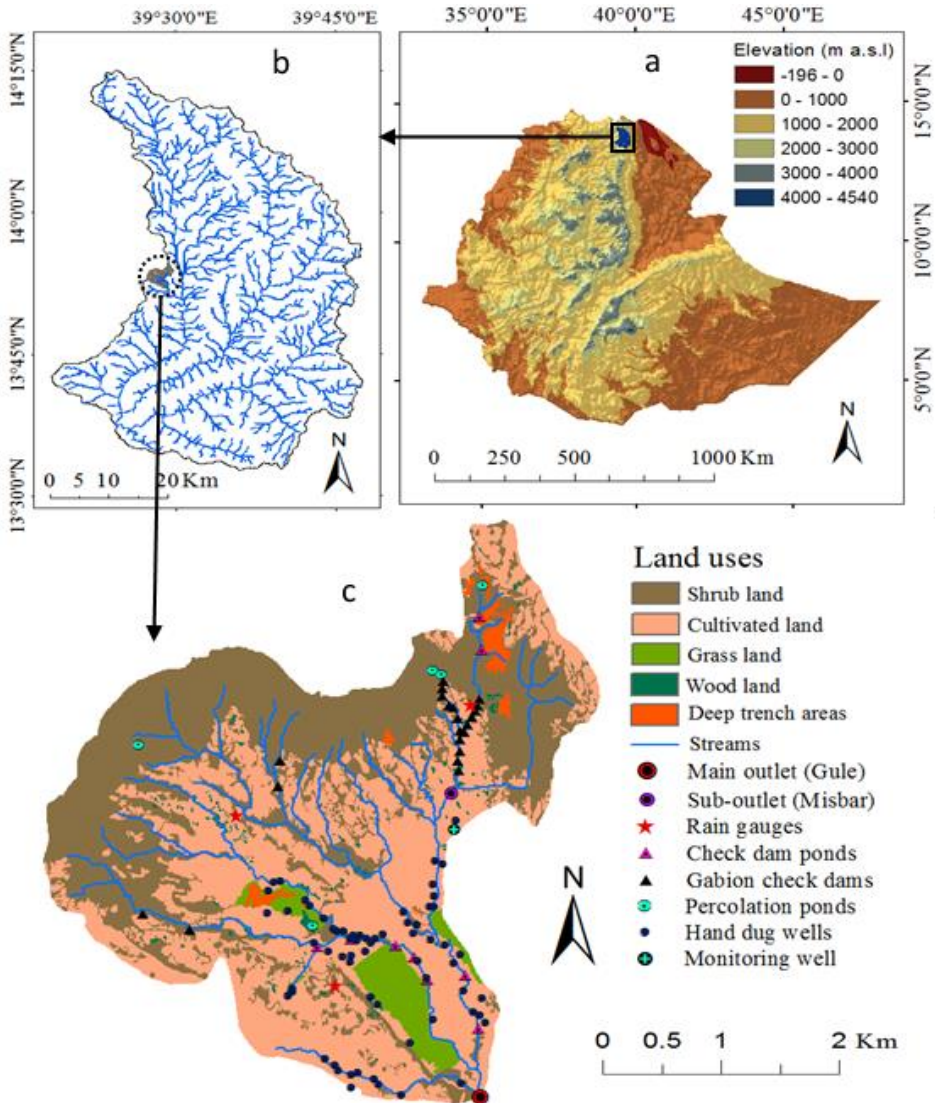 39°30'0"E
39°45'0"E
14°15'0"N
14°0'0"N
13°45'0"N
13°30'0"N
b
N
0 5 10 20 Km
35°0'0"E
40°0'0"E
45°0'0"E
a
Elevation (m a.s.l)
-196 - 0
0 - 1000
1000 - 2000
2000 - 3000
3000 - 4000
4000 - 4540
15°0'0"N
10°0'0"N
5°0'0"N
N
0 250 500 1000 Km
c
Land uses
Shrub land
Cultivated land
Grass land
Wood land
Deep trench areas
Streams
Main outlet (Gule)
Sub-outlet (Misbar)
Rain gauges
Check dam ponds
Gabion check dams
Percolation ponds
Hand dug wells
Monitoring well
N
0 0.5 1 2 Km